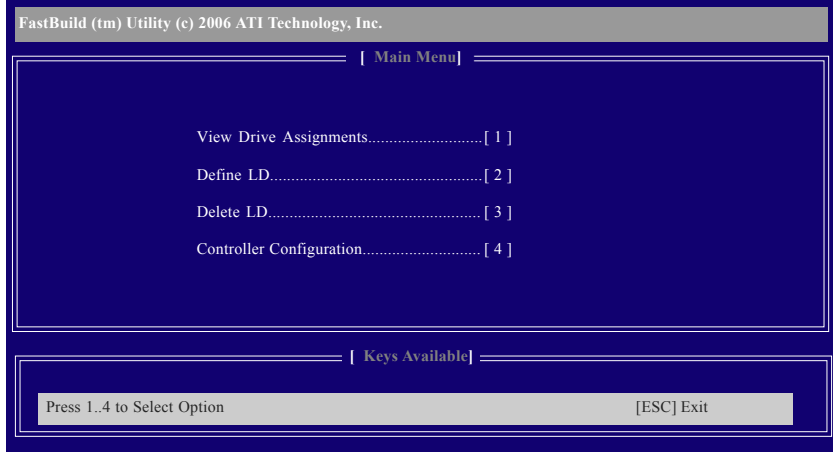 FastBuild (tm) Utility (c) 2006 ATI Technology, Inc.
[ Main Menu]
View Drive Assignments..........................[ 1 ]
Define LD.................................................[ 2 ]
Delete LD................................................. [ 3 ]
Controller Configuration........................... [ 4 ]
[ Keys Available]
Press 1..4 to Select Option [ESC] Exit